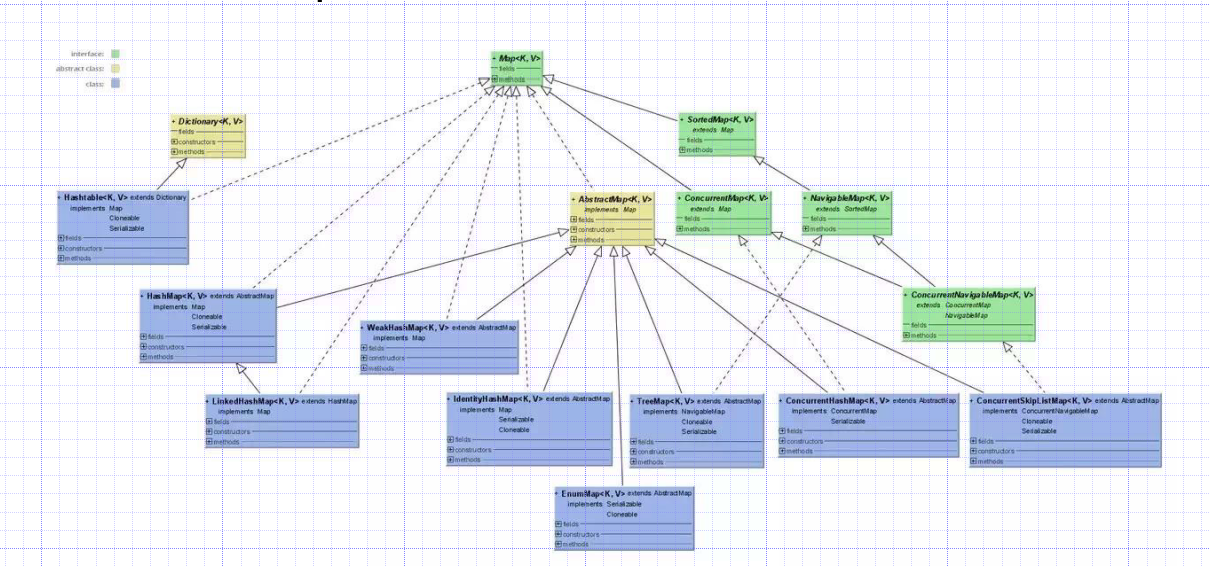 interface:
abstract class:
class:
Map<K, V>
fields
methods
Dictionary<K, V>
fields
constructors
methods
SortedMap<K, V>
extends Map
fields
methods
Hashtable<K, V> extends Dictionary
implements Map
Cloneable
Serializable
fields
constructors
methods
AbstractMap<K, V>
implements Map
fields
constructors
methods
ConcurrentMap<K, V>
extends Map
fields
methods
NavigableMap<K, V>
extends SortedMap
fields
methods
HashMap<K, V> extends AbstractMap
implements Map
Cloneable
Serializable
fields
constructors
methods
WeakHashMap<K, V> extends AbstractMap
implements Map
fields
constructors
methods
ConcurrentNavigableMap<K, V>
extends ConcurrentMap
NavigableMap
fields
methods
LinkedHashMap<K, V> extends HashMap
implements Map
fields
constructors
methods
IdentityHashMap<K, V> extends AbstractMap
implements Map
Serializable
Cloneable
fields
constructors
methods
TreeMap<K, V> extends AbstractMap
implements NavigableMap
Cloneable
Serializable
fields
constructors
methods
ConcurrentHashMap<K, V> extends AbstractMap
implements ConcurrentMap
Serializable
fields
constructors
methods
ConcurrentSkipListMap<K, V> extends AbstractMap
implements ConcurrentNavigableMap
Cloneable
Serializable
fields
constructors
methods
EnumMap<K, V> extends AbstractMap
implements Serializable
Cloneable
fields
constructors
methods